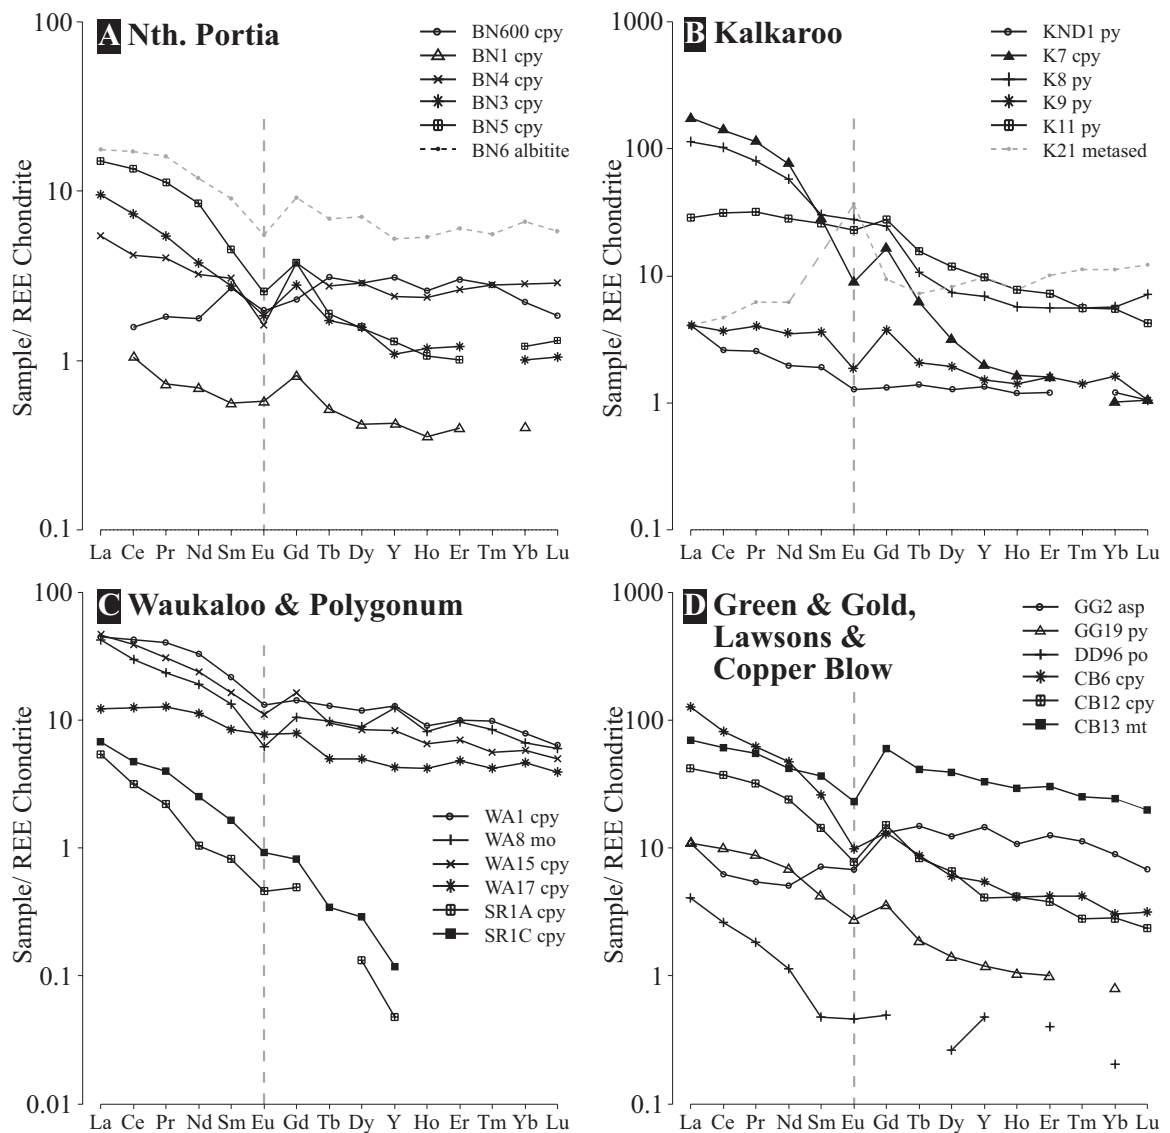 A Nth. Portia
BN600 cpy
BN1 cpy
BN4 cpy
BN3 cpy
BN5 cpy
BN6 albitite
Sample/ REE Chondrite
100
10
1
0.1
La Ce Pr Nd Sm Eu Gd Tb Dy Y Ho Er Tm Yb Lu
B Kalkaroo
KND1 py
K7 cpy
K8 py
K9 py
K11 py
K21 metased
Sample/ REE Chondrite
1000
100
10
1
0.1
La Ce Pr Nd Sm Eu Gd Tb Dy Y Ho Er Tm Yb Lu
C Waukaloo & Polygonum
WA1 cpy
WA8 mo
WA15 cpy
WA17 cpy
SR1A cpy
SR1C cpy
Sample/ REE Chondrite
100
10
1
0.1
0.01
La Ce Pr Nd Sm Eu Gd Tb Dy Y Ho Er Tm Yb Lu
D Green & Gold,
Lawsons &
Copper Blow
GG2 asp
GG19 py
DD96 po
CB6 cpy
CB12 cpy
CB13 mt
Sample/ REE Chondrite
1000
100
10
1
0.1
La Ce Pr Nd Sm Eu Gd Tb Dy Y Ho Er Tm Yb Lu